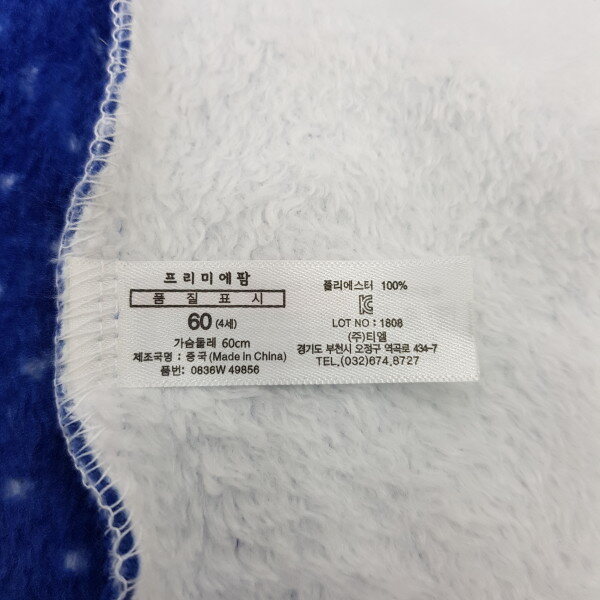 프리미에팜
품 질 표 시
60 (4세)
가슴둘레 60cm
제조국명 : 중국(Made In China)
품번: 0836W 49856
폴리에스터 100%
LOT NO : 1808
(주)티엘
경기도 부천시 오정구 역곡로 434-7
TEL.(032)674.8727